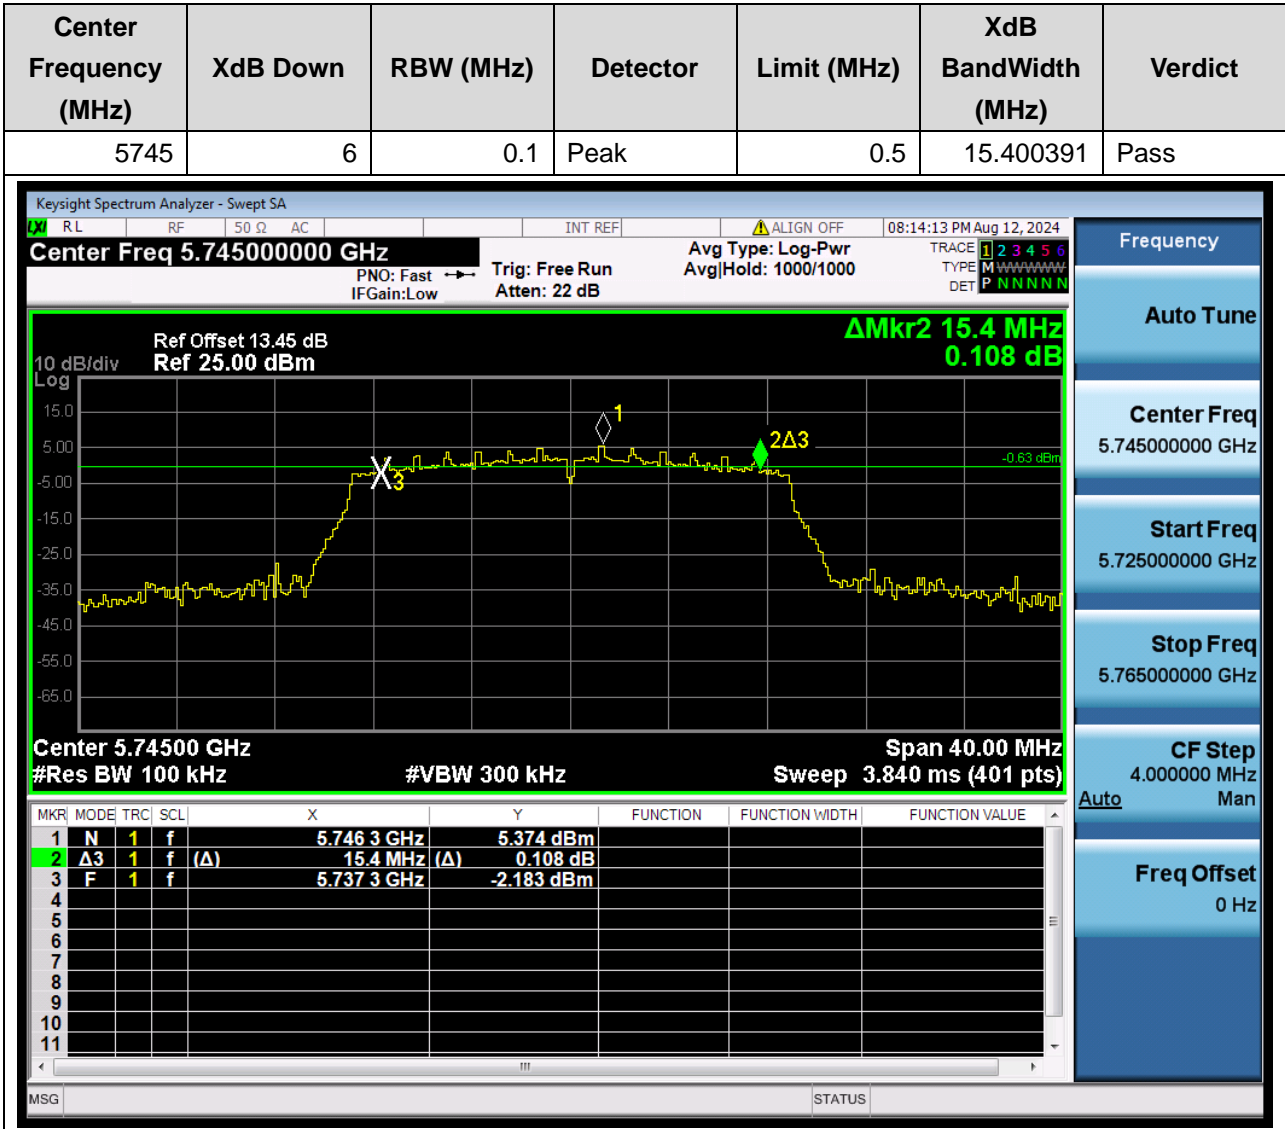 Center Frequency (MHz) XdB Down RBW (MHz) Detector Limit (MHz) XdB BandWidth (MHz) Verdict
5745 6 0.1 Peak 0.5 15.400391 Pass
Keysight Spectrum Analyzer - Swept SA
LXI RL RF 50 Ω AC INT REF ALIGN OFF 08:14:13 PM Aug 12, 2024
Center Freq 5.745000000 GHz
PNO: Fast
IFGain:Low
Trig: Free Run
Atten: 22 dB
Avg Type: Log-Pwr
Avg|Hold: 1000/1000
TRACE 1 2 3 4 5 6
TYPE M WWWWW
DET P N N N N N
ΔMkr2 15.4 MHz
0.108 dB
Ref Offset 13.45 dB
10 dB/div Ref 25.00 dBm
Log
15.0
5.00
-5.00
-15.0
-25.0
-35.0
-45.0
-55.0
-65.0
1
2Δ3
3
-0.63 dBm
Center 5.74500 GHz Span 40.00 MHz
#Res BW 100 kHz #VBW 300 kHz Sweep 3.840 ms (401 pts)
MKR MODE TRC SCL X Y FUNCTION FUNCTION WIDTH FUNCTION VALUE
1 N 1 f 5.746 3 GHz 5.374 dBm
2 Δ3 1 f (Δ) 15.4 MHz (Δ) 0.108 dB
3 F 1 f 5.737 3 GHz -2.183 dBm
4
5
6
7
8
9
10
11
MSG STATUS
Frequency
Auto Tune
Center Freq
5.745000000 GHz
Start Freq
5.725000000 GHz
Stop Freq
5.765000000 GHz
CF Step
4.000000 MHz
Auto Man
Freq Offset
0 Hz